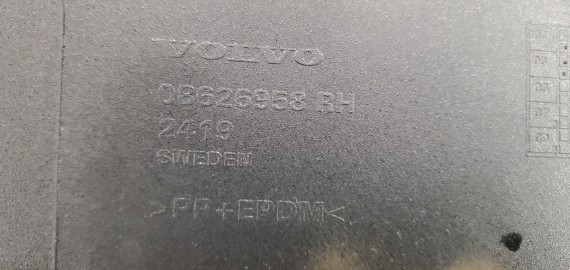 VOLVO
08626958 RH
2419
SWEDEN
>PP+EPDM<